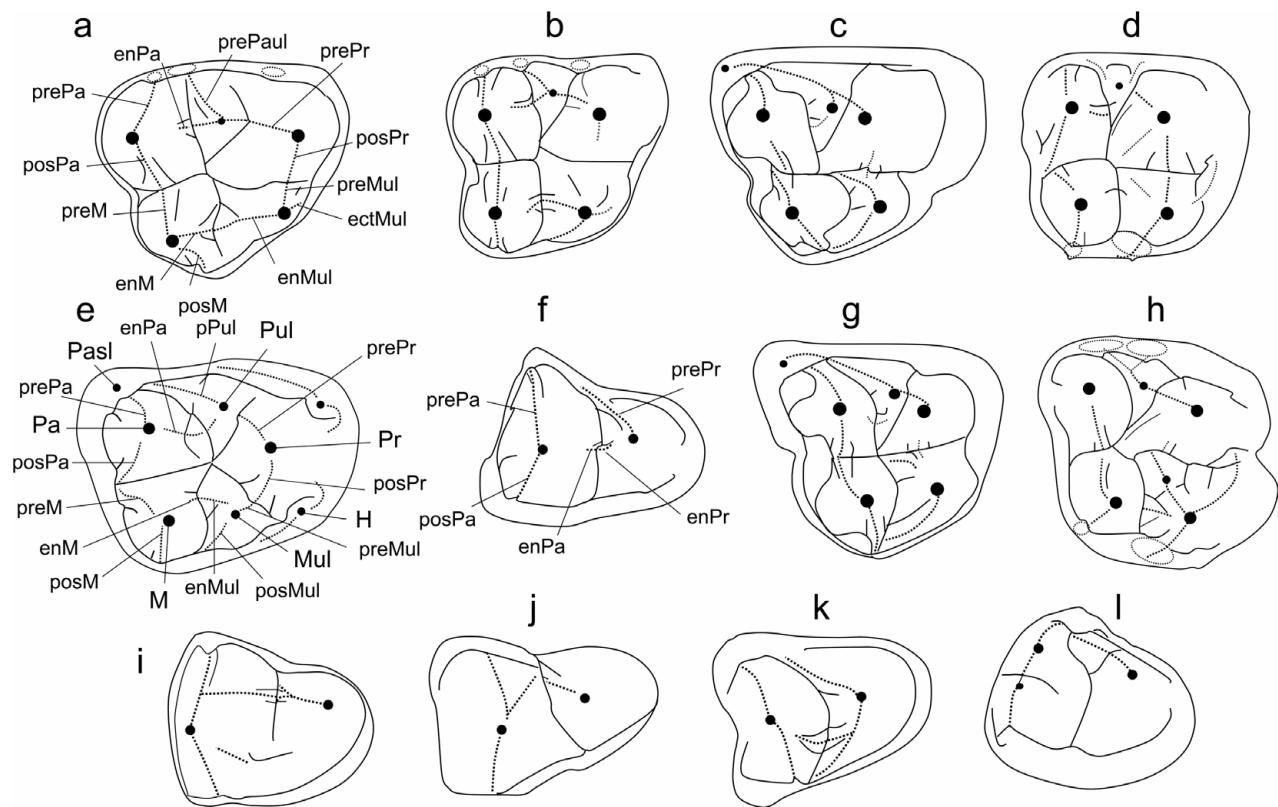 a
b
c
d
enPa
prePaul
prePr
prePa
posPr
posPa
preMul
preM
ectMul
enM
enMul
posM
e
f
g
h
enPa
pPul
Pul
Pasl
prePr
prePa
prePr
prePa
Pa
Pr
posPa
posPr
preM
posPa
enPr
H
enPa
enM
preMul
posM
Mul
M
enMul
posMul
i
j
k
l